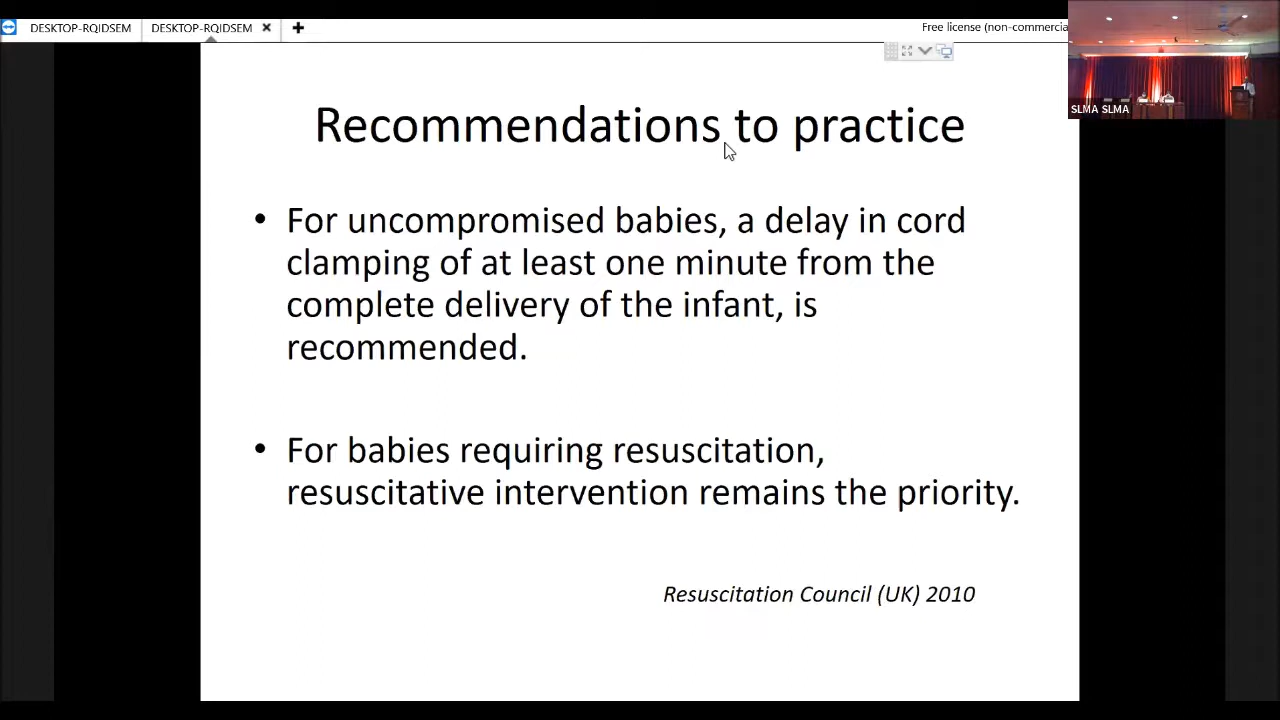 DESKTOP-RQIDSEM DESKTOP-RQIDSEM
Free license (non-commercia
SLMA SLMA
Recommendations to practice
• For uncompromised babies, a delay in cord
clamping of at least one minute from the
complete delivery of the infant, is
recommended.
• For babies requiring resuscitation,
resuscitative intervention remains the priority.
Resuscitation Council (UK) 2010